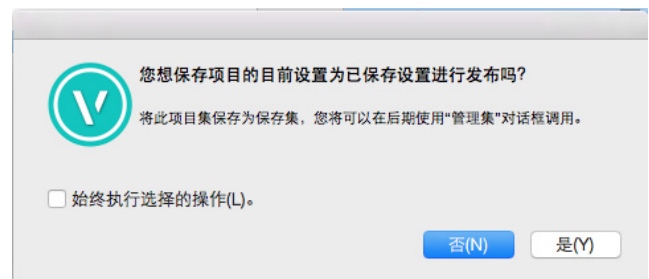 您想保存项目的目前设置为已保存设置进行发布吗?
将此项目集保存为保存集，您将可以在后期使用"管理集"对话框调用。
始终执行选择的操作(L)。
否(N)
是(Y)